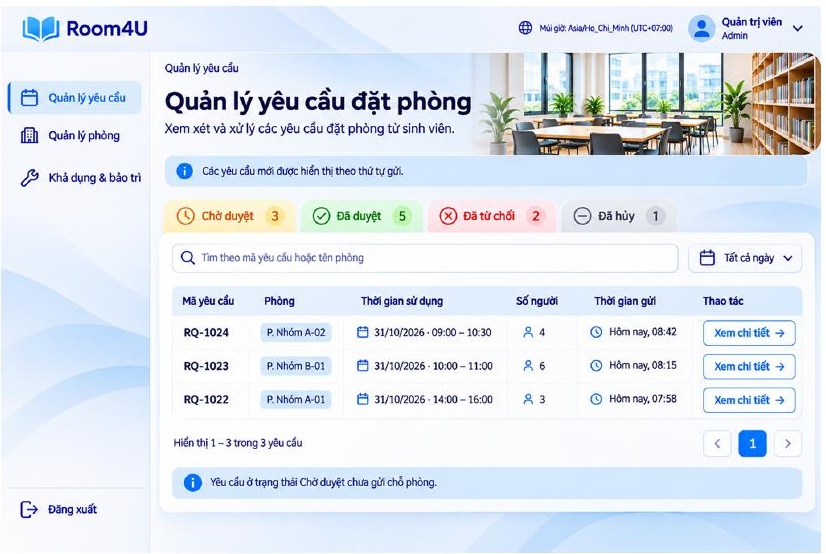 Room4U
Múi giờ: Asia/Ho_Chi_Minh (UTC+07:00)
Quản trị viên
Admin
Quản lý yêu cầu
Quản lý phòng
Khả dụng & bảo trì
Đăng xuất
Quản lý yêu cầu
Quản lý yêu cầu đặt phòng
Xem xét và xử lý các yêu cầu đặt phòng từ sinh viên.
Các yêu cầu mới được hiển thị theo thứ tự gửi.
Chờ duyệt 3 Đã duyệt 5 Đã từ chối 2 Đã hủy 1
Tìm theo mã yêu cầu hoặc tên phòng Tất cả ngày
Mã yêu cầu Phòng Thời gian sử dụng Số người Thời gian gửi Thao tác
RQ-1024 P. Nhóm A-02 31/10/2026 · 09:00 – 10:30 4 Hôm nay, 08:42 Xem chi tiết →
RQ-1023 P. Nhóm B-01 31/10/2026 · 10:00 – 11:00 6 Hôm nay, 08:15 Xem chi tiết →
RQ-1022 P. Nhóm A-01 31/10/2026 · 14:00 – 16:00 3 Hôm nay, 07:58 Xem chi tiết →
Hiển thị 1 – 3 trong 3 yêu cầu
< 1 >
Yêu cầu ở trạng thái Chờ duyệt chưa gửi chỗ phòng.